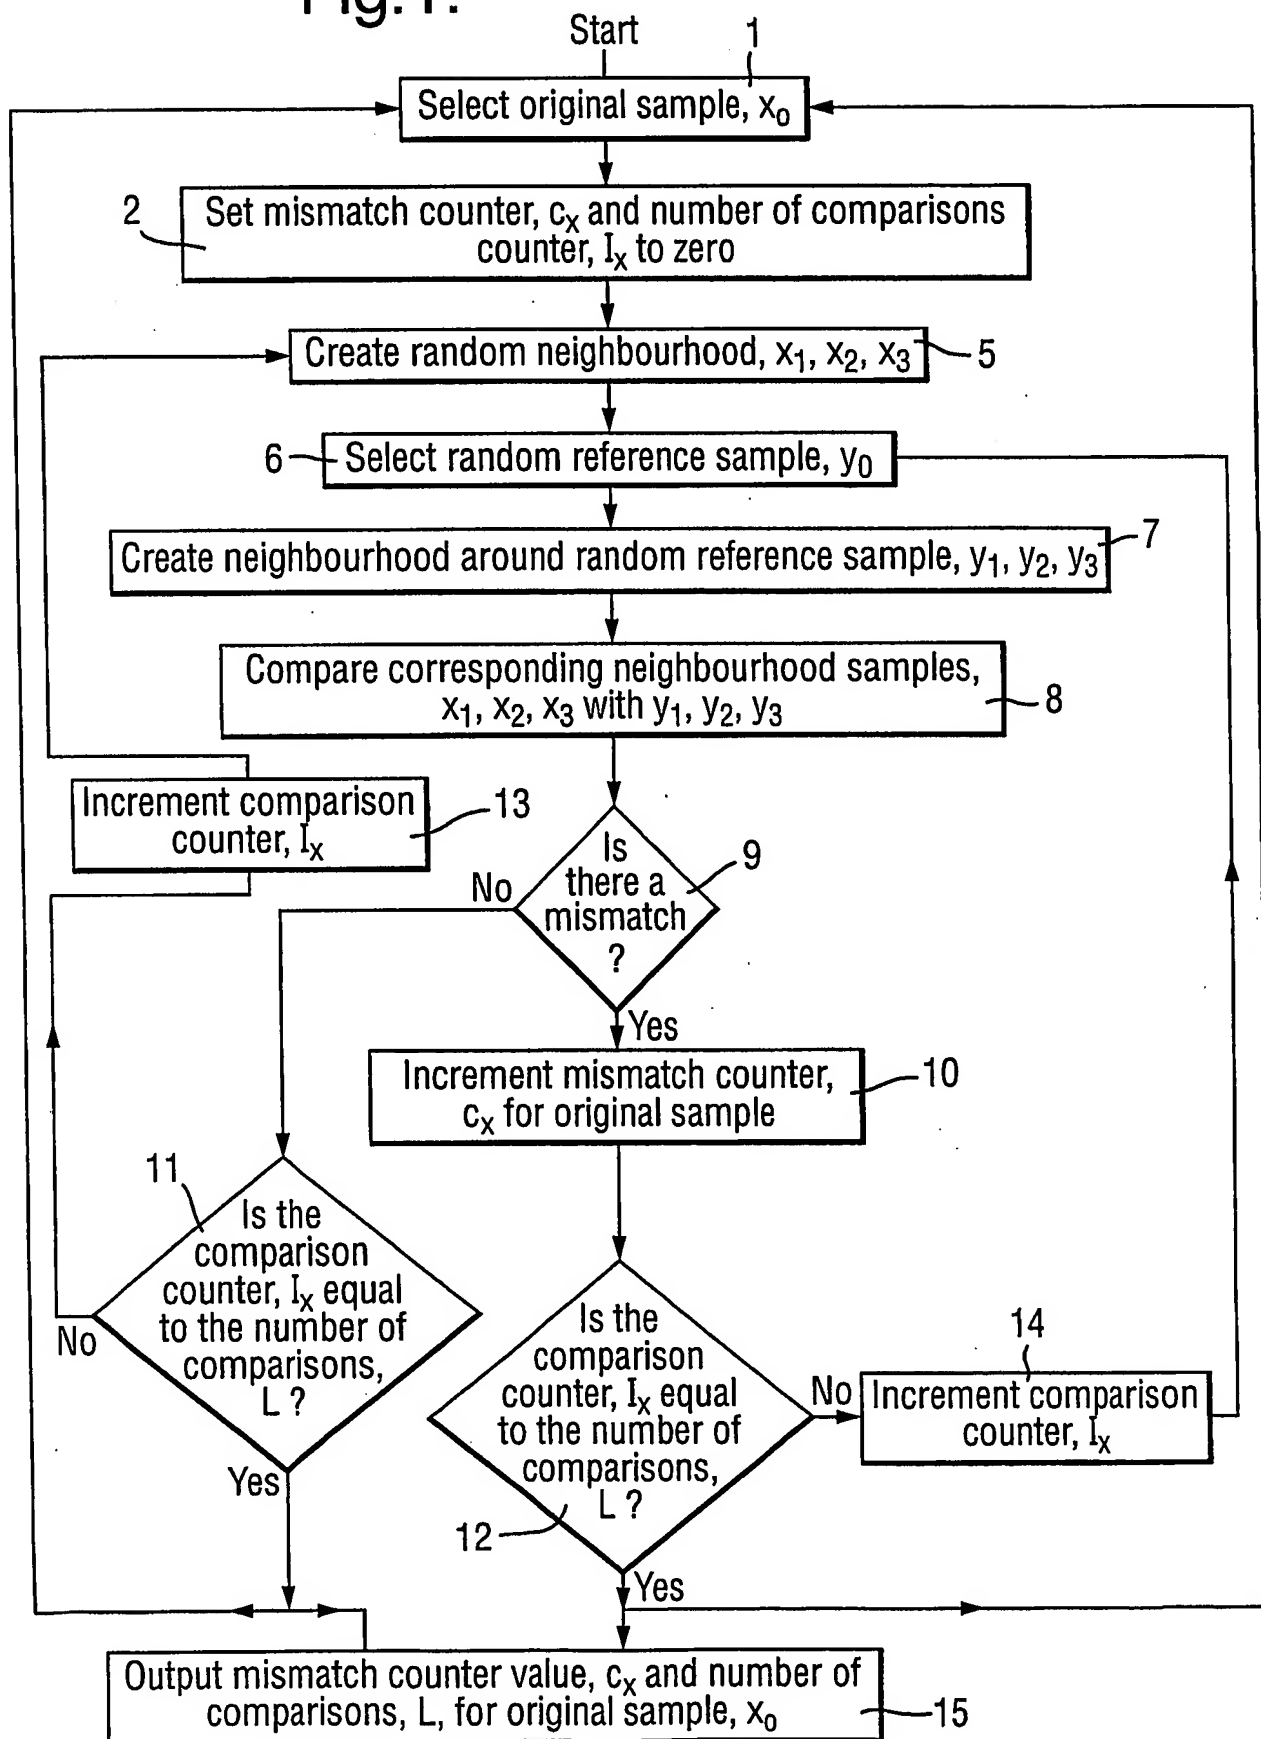 Fig.1.
Start
1
Select original sample, x0
2
Set mismatch counter, cx and number of comparisons
counter, Ix to zero
Create random neighbourhood, x1, x2, x3
5
6
Select random reference sample, y0
7
Create neighbourhood around random reference sample, y1, y2, y3
Compare corresponding neighbourhood samples,
x1, x2, x3 with y1, y2, y3
8
Increment comparison
counter, Ix
13
Is
there a
mismatch
?
9
No
Yes
Increment mismatch counter,
cx for original sample
10
11
Is the
comparison
counter, Ix equal
to the number of
comparisons,
L ?
No
Yes
Is the
comparison
counter, Ix equal
to the number of
comparisons,
L ?
12
No
14
Increment comparison
counter, Ix
Yes
Output mismatch counter value, cx and number of
comparisons, L, for original sample, x0
15